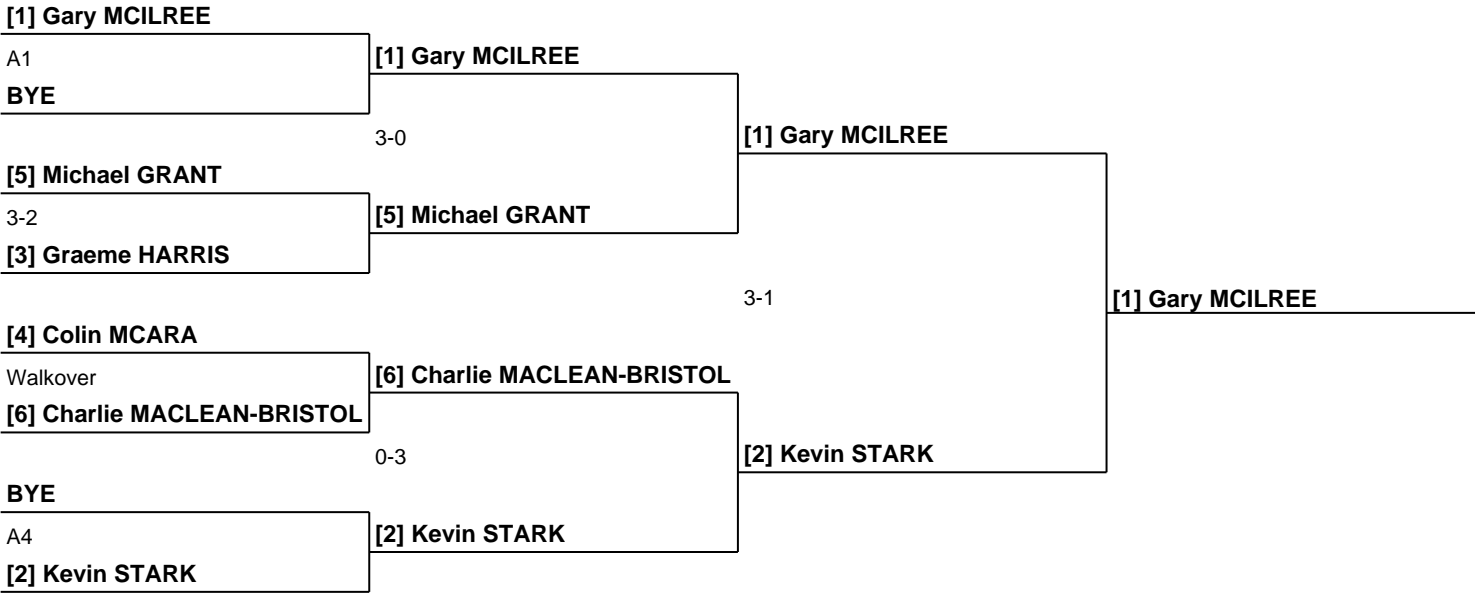 [1] Gary MCILREE
A1
BYE
[5] Michael GRANT
3-2
[3] Graeme HARRIS
[4] Colin MCARA
Walkover
[6] Charlie MACLEAN-BRISTOL
BYE
A4
[2] Kevin STARK
[1] Gary MCILREE
3-0
[5] Michael GRANT
[6] Charlie MACLEAN-BRISTOL
0-3
[2] Kevin STARK
[1] Gary MCILREE
3-1
[2] Kevin STARK
[1] Gary MCILREE